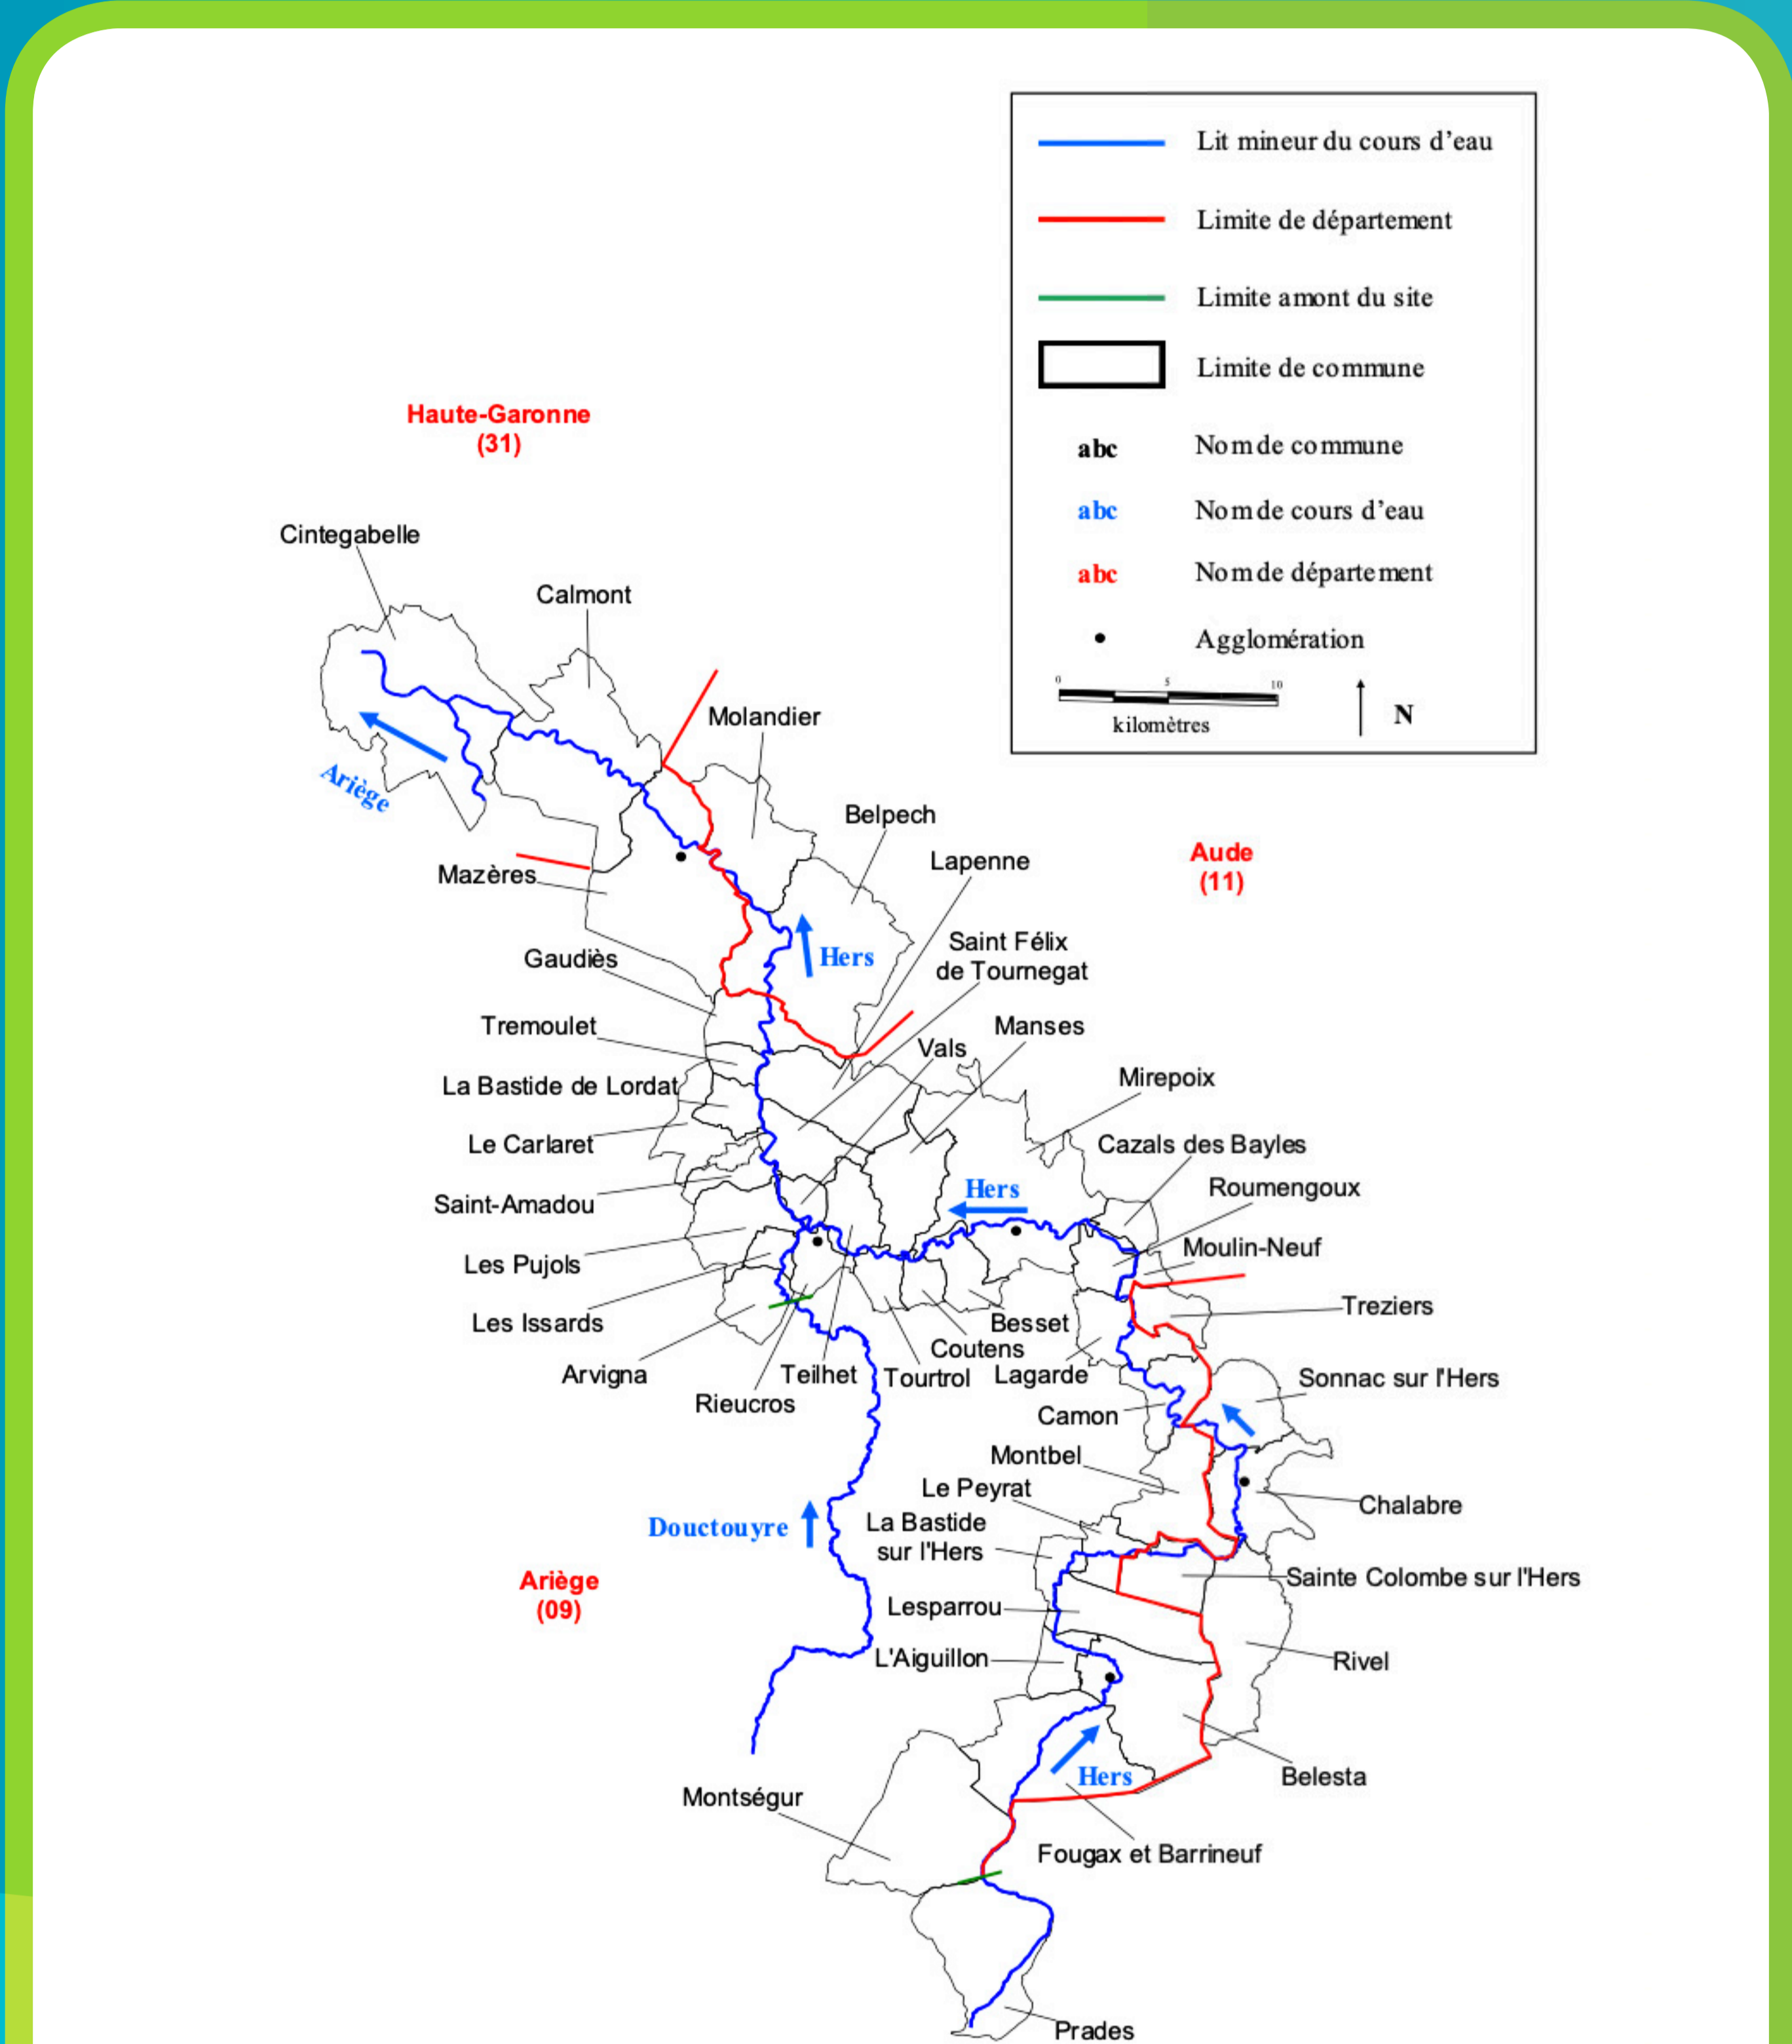 Lit mineur du cours d'eau
Limite de département
Limite amont du site
Limite de commune
abc Nom de commune
abc Nom de cours d'eau
abc Nom de département
Agglomération
0 5 10
kilomètres
N
Haute-Garonne
(31)
Cintegabelle
Calmont
Molandier
Ariège
Belpech
Mazères
Lapenne
Aude
(11)
Hers
Saint Félix
de Tournegat
Gaudiès
Tremoulet
Manses
Vals
La Bastide de Lordat
Mirepoix
Le Carlaret
Cazals des Bayles
Saint-Amadou
Hers
Roumengoux
Les Pujols
Moulin-Neuf
Les Issards
Treziers
Besset
Coutens
Arvigna
Teilhet
Tourtrol
Lagarde
Sonnac sur l'Hers
Rieucros
Camon
Montbel
Le Peyrat
Chalabre
Douctouyre
La Bastide
sur l'Hers
Ariège
(09)
Sainte Colombe sur l'Hers
Lesparrou
L'Aiguillon
Rivel
Hers
Belesta
Montségur
Fougax et Barrineuf
Prades